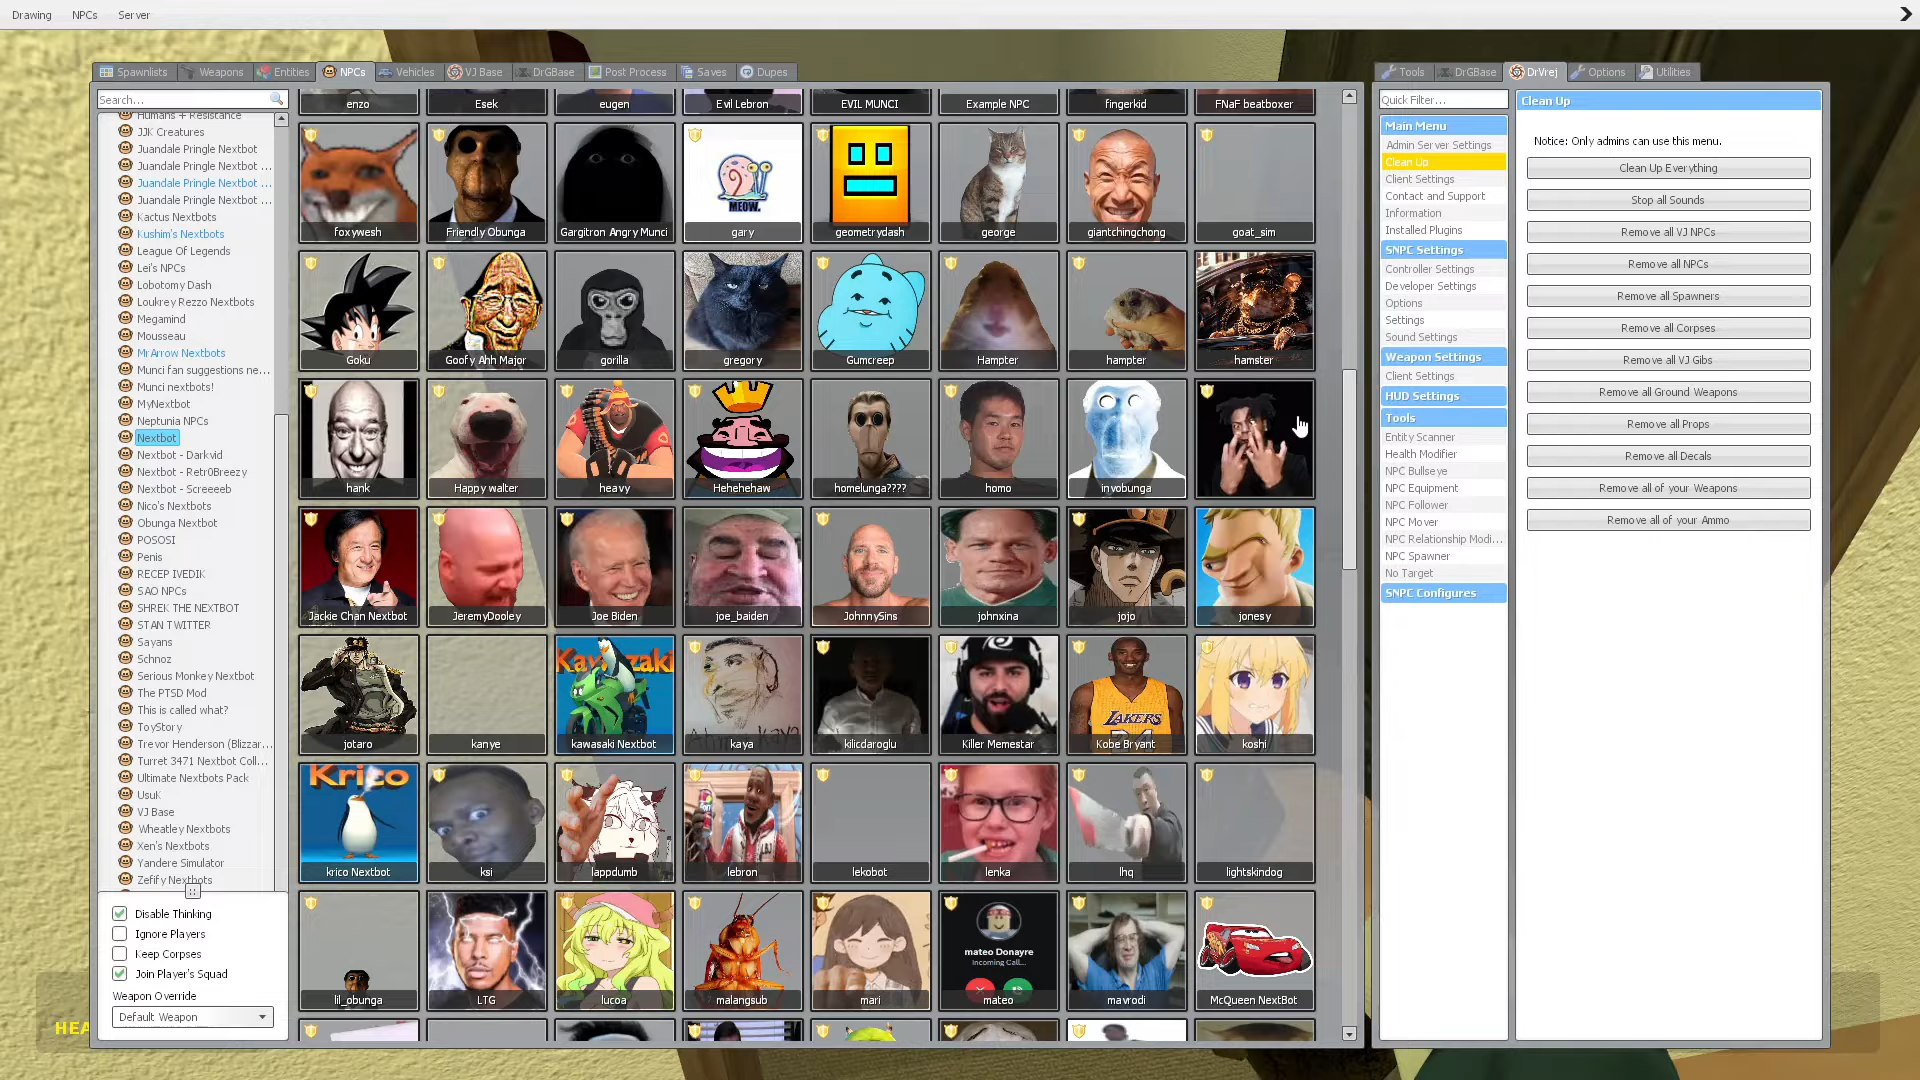 Drawing NPCs Server
Spawnlists Weapons Entities NPCs Vehicles VJ Base DrGBase Post Process Saves Dupes
Search...
Humans + Resistance
JJK Creatures
Juandale Pringle Nextbot
Juandale Pringle Nextbot ...
Juandale Pringle Nextbot ...
Juandale Pringle Nextbot ...
Kactus Nextbots
Kushim's Nextbots
League Of Legends
Lei's NPCs
Lobotomy Dash
Loukrey Rezzo Nextbots
Megamind
Mousseau
MrArrow Nextbots
Munci fan suggestions ne...
Munci nextbots!
MyNextbot
Neptunia NPCs
Nextbot
Nextbot - Darkvid
Nextbot - Retr0Breezy
Nextbot - Screeeeb
Nico's Nextbots
Obunga Nextbot
POSOSI
Penis
RECEP IVEDIK
SAO NPCs
SHREK THE NEXTBOT
STAN TWITTER
Sayans
Schnoz
Serious Monkey Nextbot
The PTSD Mod
This is called what?
ToyStory
Trevor Henderson (Blizzar...
Turret 3471 Nextbot Coll...
Ultimate Nextbots Pack
UsuK
VJ Base
Wheatley Nextbots
Xen's Nextbots
Yandere Simulator
Zefify Nextbots
Disable Thinking
Ignore Players
Keep Corpses
Join Player's Squad
Weapon Override
Default Weapon
HEA
enzo Esek eugen Evil Lebron EVIL MUNCI Example NPC fingerkid FNaF beatboxer
MEOW.
foxywesh Friendly Obunga Gargitron Angry Munci gary geometrydash george giantchingchong goat_sim
Goku Goofy Ahh Major gorilla gregory Gumcreep Hampter hampter hamster
hank Happy walter heavy Hehehehaw homelunga???? homo invobunga
Jackie Chan Nextbot JeremyDooley Joe Biden joe_baiden JohnnySins johnxina jojo jonesy
LAKERS
jotaro kanye kawasaki Nextbot kaya kilicdaroglu Killer Memestar Kobe Bryant koshi
Krico
krico Nextbot ksi lappdumb lebron lekobot lenka lhq lightskindog
mateo Donayre
Incoming Call...
lil_obunga LTG lucoa malangsub mari mateo mavrodi McQueen NextBot
Tools DrGBase DrVrej Options Utilities
Quick Filter...
Main Menu
Admin Server Settings
Clean Up
Client Settings
Contact and Support
Information
Installed Plugins
SNPC Settings
Controller Settings
Developer Settings
Options
Settings
Sound Settings
Weapon Settings
Client Settings
HUD Settings
Tools
Entity Scanner
Health Modifier
NPC Bullseye
NPC Equipment
NPC Follower
NPC Mover
NPC Relationship Modi...
NPC Spawner
No Target
SNPC Configures
Clean Up
Notice: Only admins can use this menu.
Clean Up Everything
Stop all Sounds
Remove all VJ NPCs
Remove all NPCs
Remove all Spawners
Remove all Corpses
Remove all VJ Gibs
Remove all Ground Weapons
Remove all Props
Remove all Decals
Remove all of your Weapons
Remove all of your Ammo